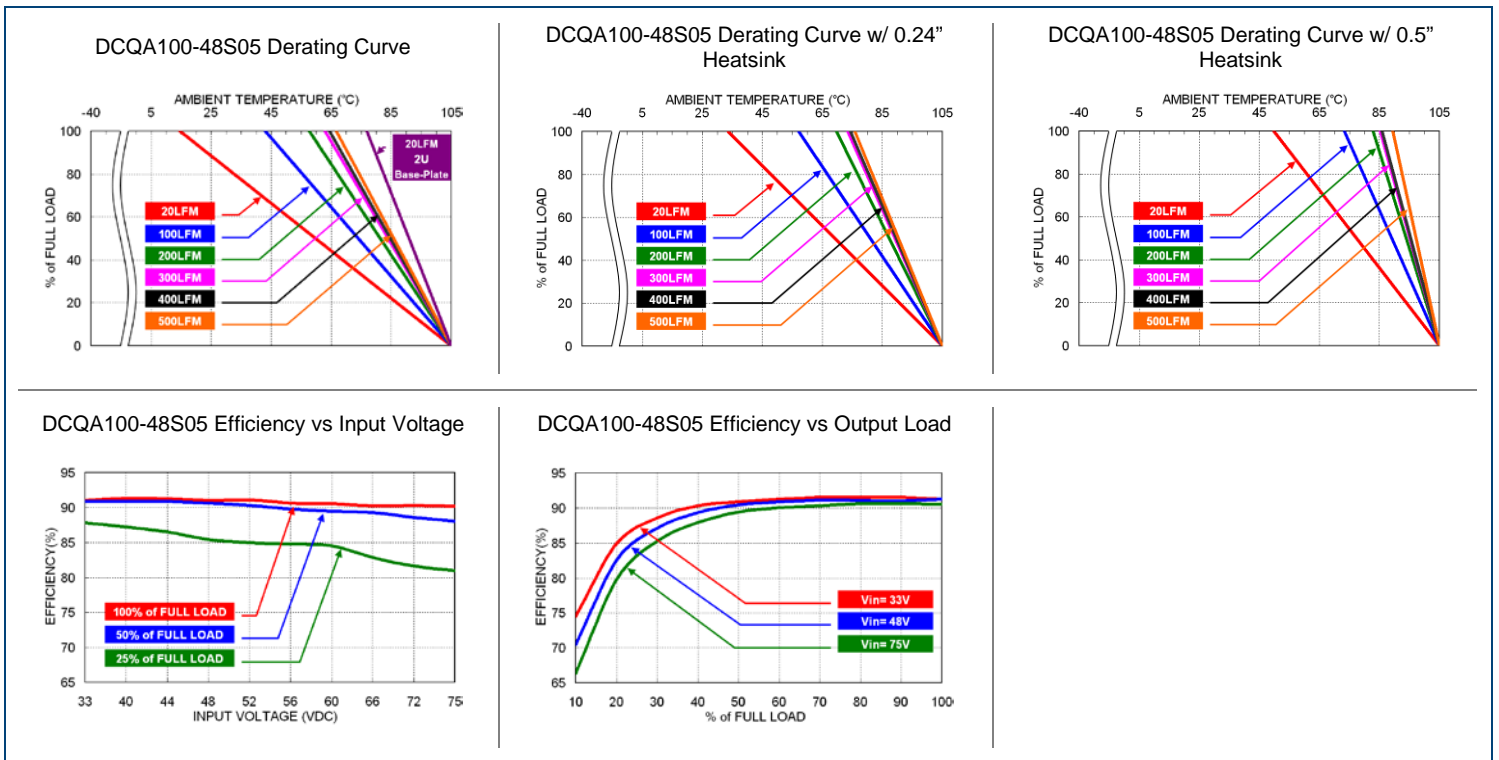 DCQA100-48S05 Derating Curve
AMBIENT TEMPERATURE (°C)
-40 5 25 45 65 85 105
100
80
60
40
20
0
% of FULL LOAD
20LFM
2U
Base-Plate
20LFM
100LFM
200LFM
300LFM
400LFM
500LFM
DCQA100-48S05 Derating Curve w/ 0.24”
Heatsink
AMBIENT TEMPERATURE (°C)
-40 5 25 45 65 85 105
100
80
60
40
20
0
% of FULL LOAD
20LFM
100LFM
200LFM
300LFM
400LFM
500LFM
DCQA100-48S05 Derating Curve w/ 0.5”
Heatsink
AMBIENT TEMPERATURE (°C)
-40 5 25 45 65 85 105
100
80
60
40
20
0
% of FULL LOAD
20LFM
100LFM
200LFM
300LFM
400LFM
500LFM
DCQA100-48S05 Efficiency vs Input Voltage
95
90
85
80
75
70
65
EFFICIENCY(%)
100% of FULL LOAD
50% of FULL LOAD
25% of FULL LOAD
33 40 44 48 52 56 60 66 72 75
INPUT VOLTAGE (VDC)
DCQA100-48S05 Efficiency vs Output Load
95
90
85
80
75
70
65
EFFICIENCY(%)
Vin= 33V
Vin= 48V
Vin= 75V
10 20 30 40 50 60 70 80 90 100
% of FULL LOAD